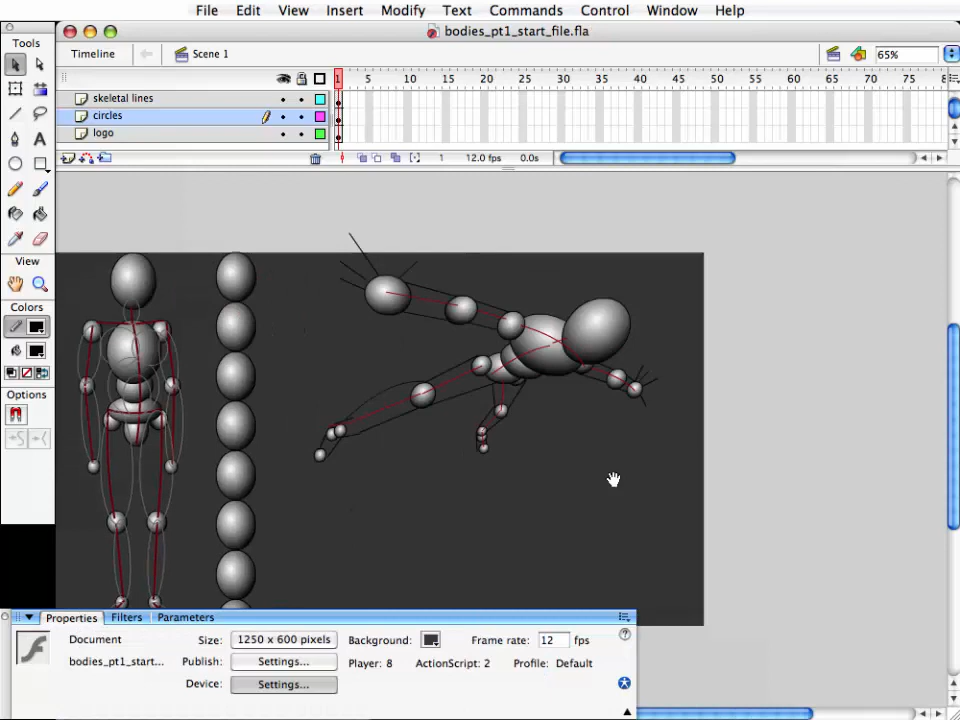 File Edit View Insert Modify Text Commands Control Window Help
bodies_pt1_start_file.fla
Tools
Timeline Scene 1 65%
1 5 10 15 20 25 30 35 40 45 50 55 60 65 70 75 8
skeletal lines
circles
logo
1 12.0 fps 0.0s
A
View
Colors
Options
Properties Filters Parameters
Document Size: 1250 x 600 pixels Background: Frame rate: 12 fps
bodies_pt1_start... Publish: Settings... Player: 8 ActionScript: 2 Profile: Default
Device: Settings...